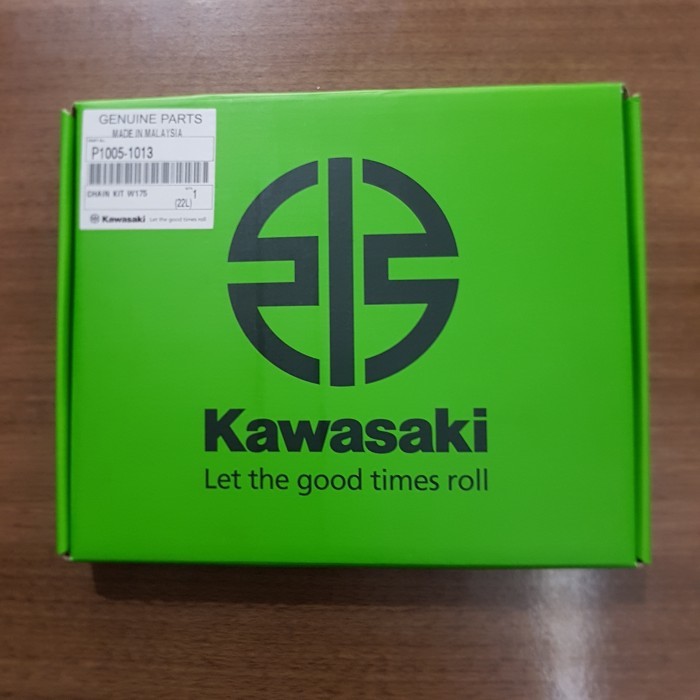 GENUINE PARTS
MADE IN MALAYSIA
P1005-1013
CHAIN KIT W175
1
(22L)
Kawasaki Let the good times roll
Kawasaki
Let the good times roll